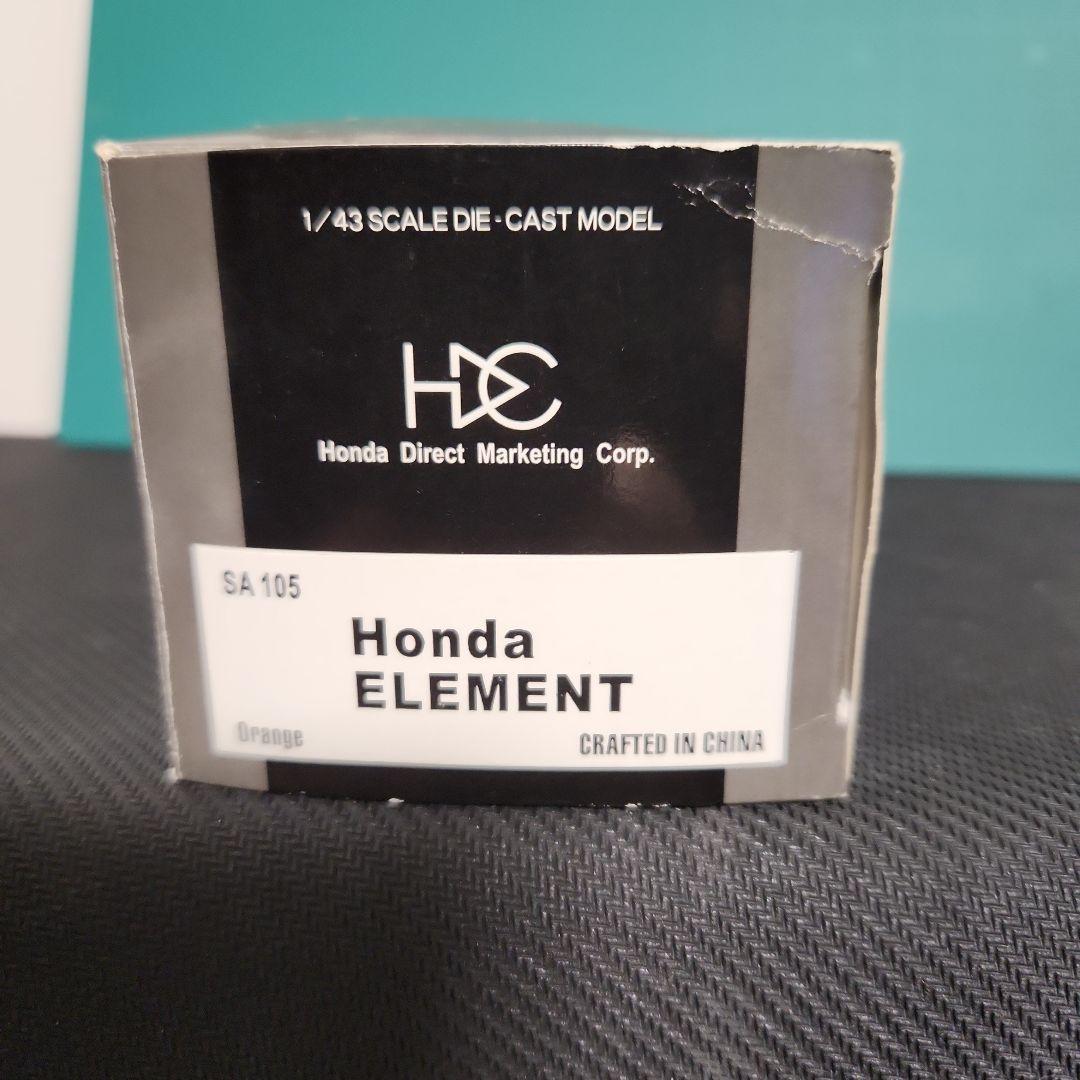 1/43 SCALE DIE-CAST MODEL
HDC
Honda Direct Marketing Corp.
SA 105
Honda
ELEMENT
Orange
CRAFTED IN CHINA